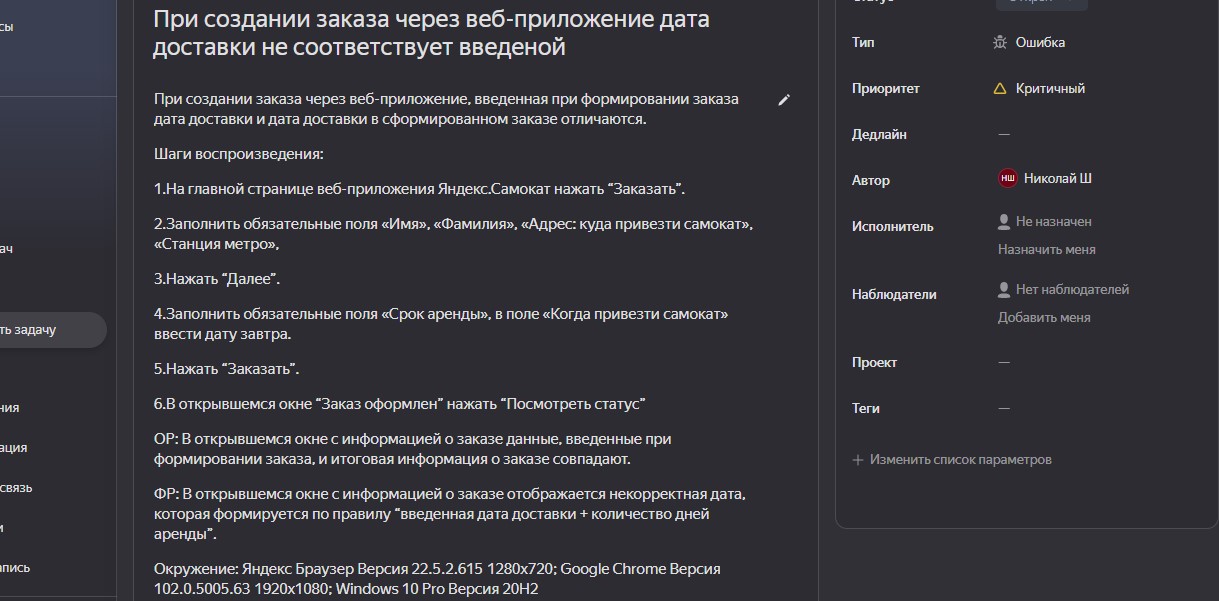 При создании заказа через веб-приложение дата
доставки не соответствует введеной
При создании заказа через веб-приложение, введенная при формировании заказа
дата доставки и дата доставки в сформированном заказе отличаются.
Шаги воспроизведения:
1.На главной странице веб-приложения Яндекс.Самокат нажать “Заказать”.
2.Заполнить обязательные поля «Имя», «Фамилия», «Адрес: куда привезти самокат»,
«Станция метро»,
3.Нажать “Далее”.
4.Заполнить обязательные поля «Срок аренды», в поле «Когда привезти самокат»
ввести дату завтра.
5.Нажать “Заказать”.
6.В открывшемся окне “Заказ оформлен” нажать “Посмотреть статус”
ОР: В открывшемся окне с информацией о заказе данные, введенные при
формировании заказа, и итоговая информация о заказе совпадают.
ФР: В открывшемся окне с информацией о заказе отображается некорректная дата,
которая формируется по правилу “введенная дата доставки + количество дней
аренды”.
Окружение: Яндекс Браузер Версия 22.5.2.615 1280x720; Google Chrome Версия
102.0.5005.63 1920x1080; Windows 10 Pro Версия 20H2
сы
ач
ть задачу
ния
ация
связь
и
апись
Тип
Ошибка
Приоритет
Критичный
Дедлайн
—
Автор
НШ Николай Ш
Исполнитель
Не назначен
Назначить меня
Наблюдатели
Нет наблюдателей
Добавить меня
Проект
—
Теги
—
+ Изменить список параметров